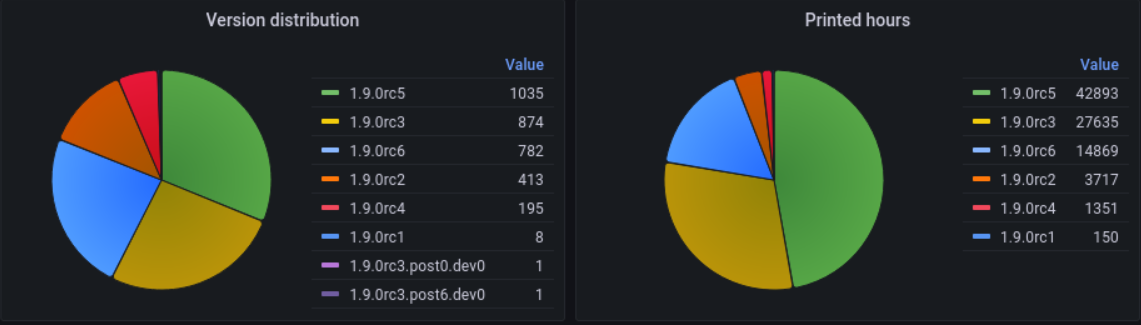 Version distribution
Value
1.9.0rc5 1035
1.9.0rc3 874
1.9.0rc6 782
1.9.0rc2 413
1.9.0rc4 195
1.9.0rc1 8
1.9.0rc3.post0.dev0 1
1.9.0rc3.post6.dev0 1
Printed hours
Value
1.9.0rc5 42893
1.9.0rc3 27635
1.9.0rc6 14869
1.9.0rc2 3717
1.9.0rc4 1351
1.9.0rc1 150